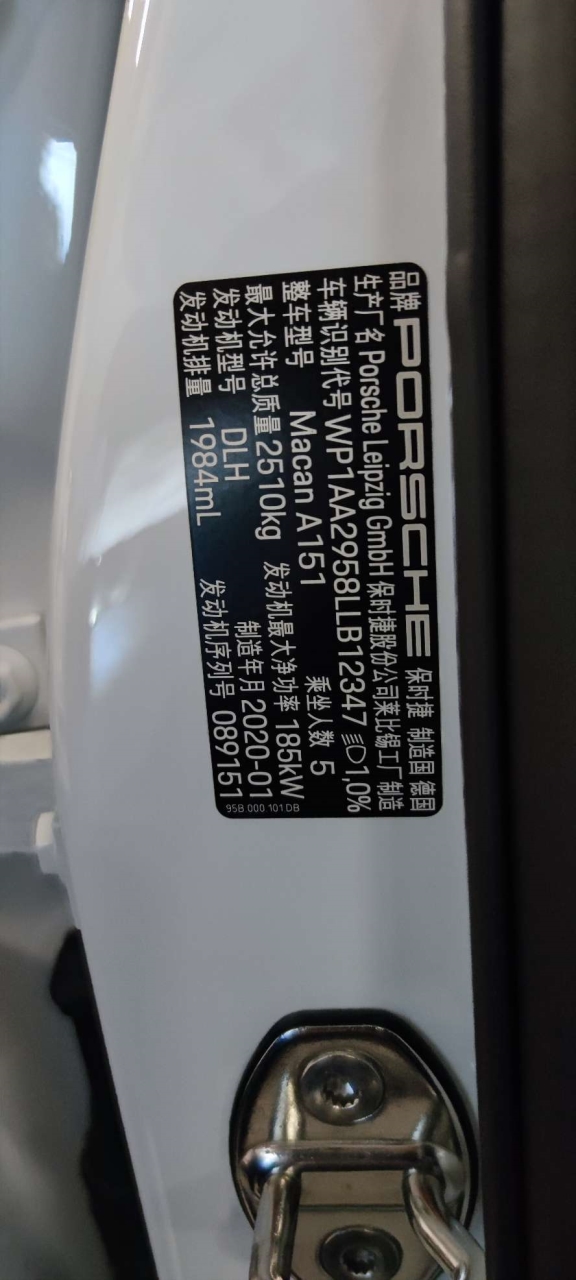 品牌 PORSCHE 保时捷 制造国 德国
生产厂名 Porsche Leipzig GmbH 保时捷股份公司莱比锡工厂制造
车辆识别代号 WP1AA2958LLB12347 1,0%
整车型号 Macan A151 乘坐人数 5
最大允许总质量 2510kg 发动机最大净功率 185kW
发动机型号 DLH 制造年月 2020-01
发动机排量 1984mL 发动机序列号 089151
95B.000.101.DB